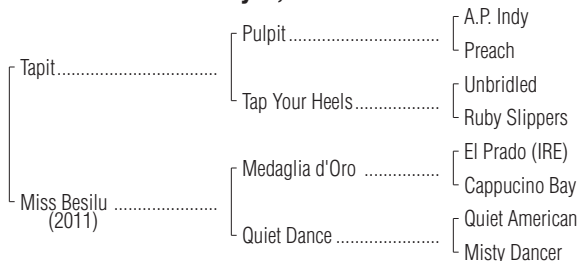 A.P. Indy
Pulpit
Preach
Tapit
Unbridled
Tap Your Heels
Ruby Slippers
El Prado (IRE)
Medaglia d'Oro
Cappucino Bay
Miss Besilu
(2011)
Quiet American
Quiet Dance
Misty Dancer